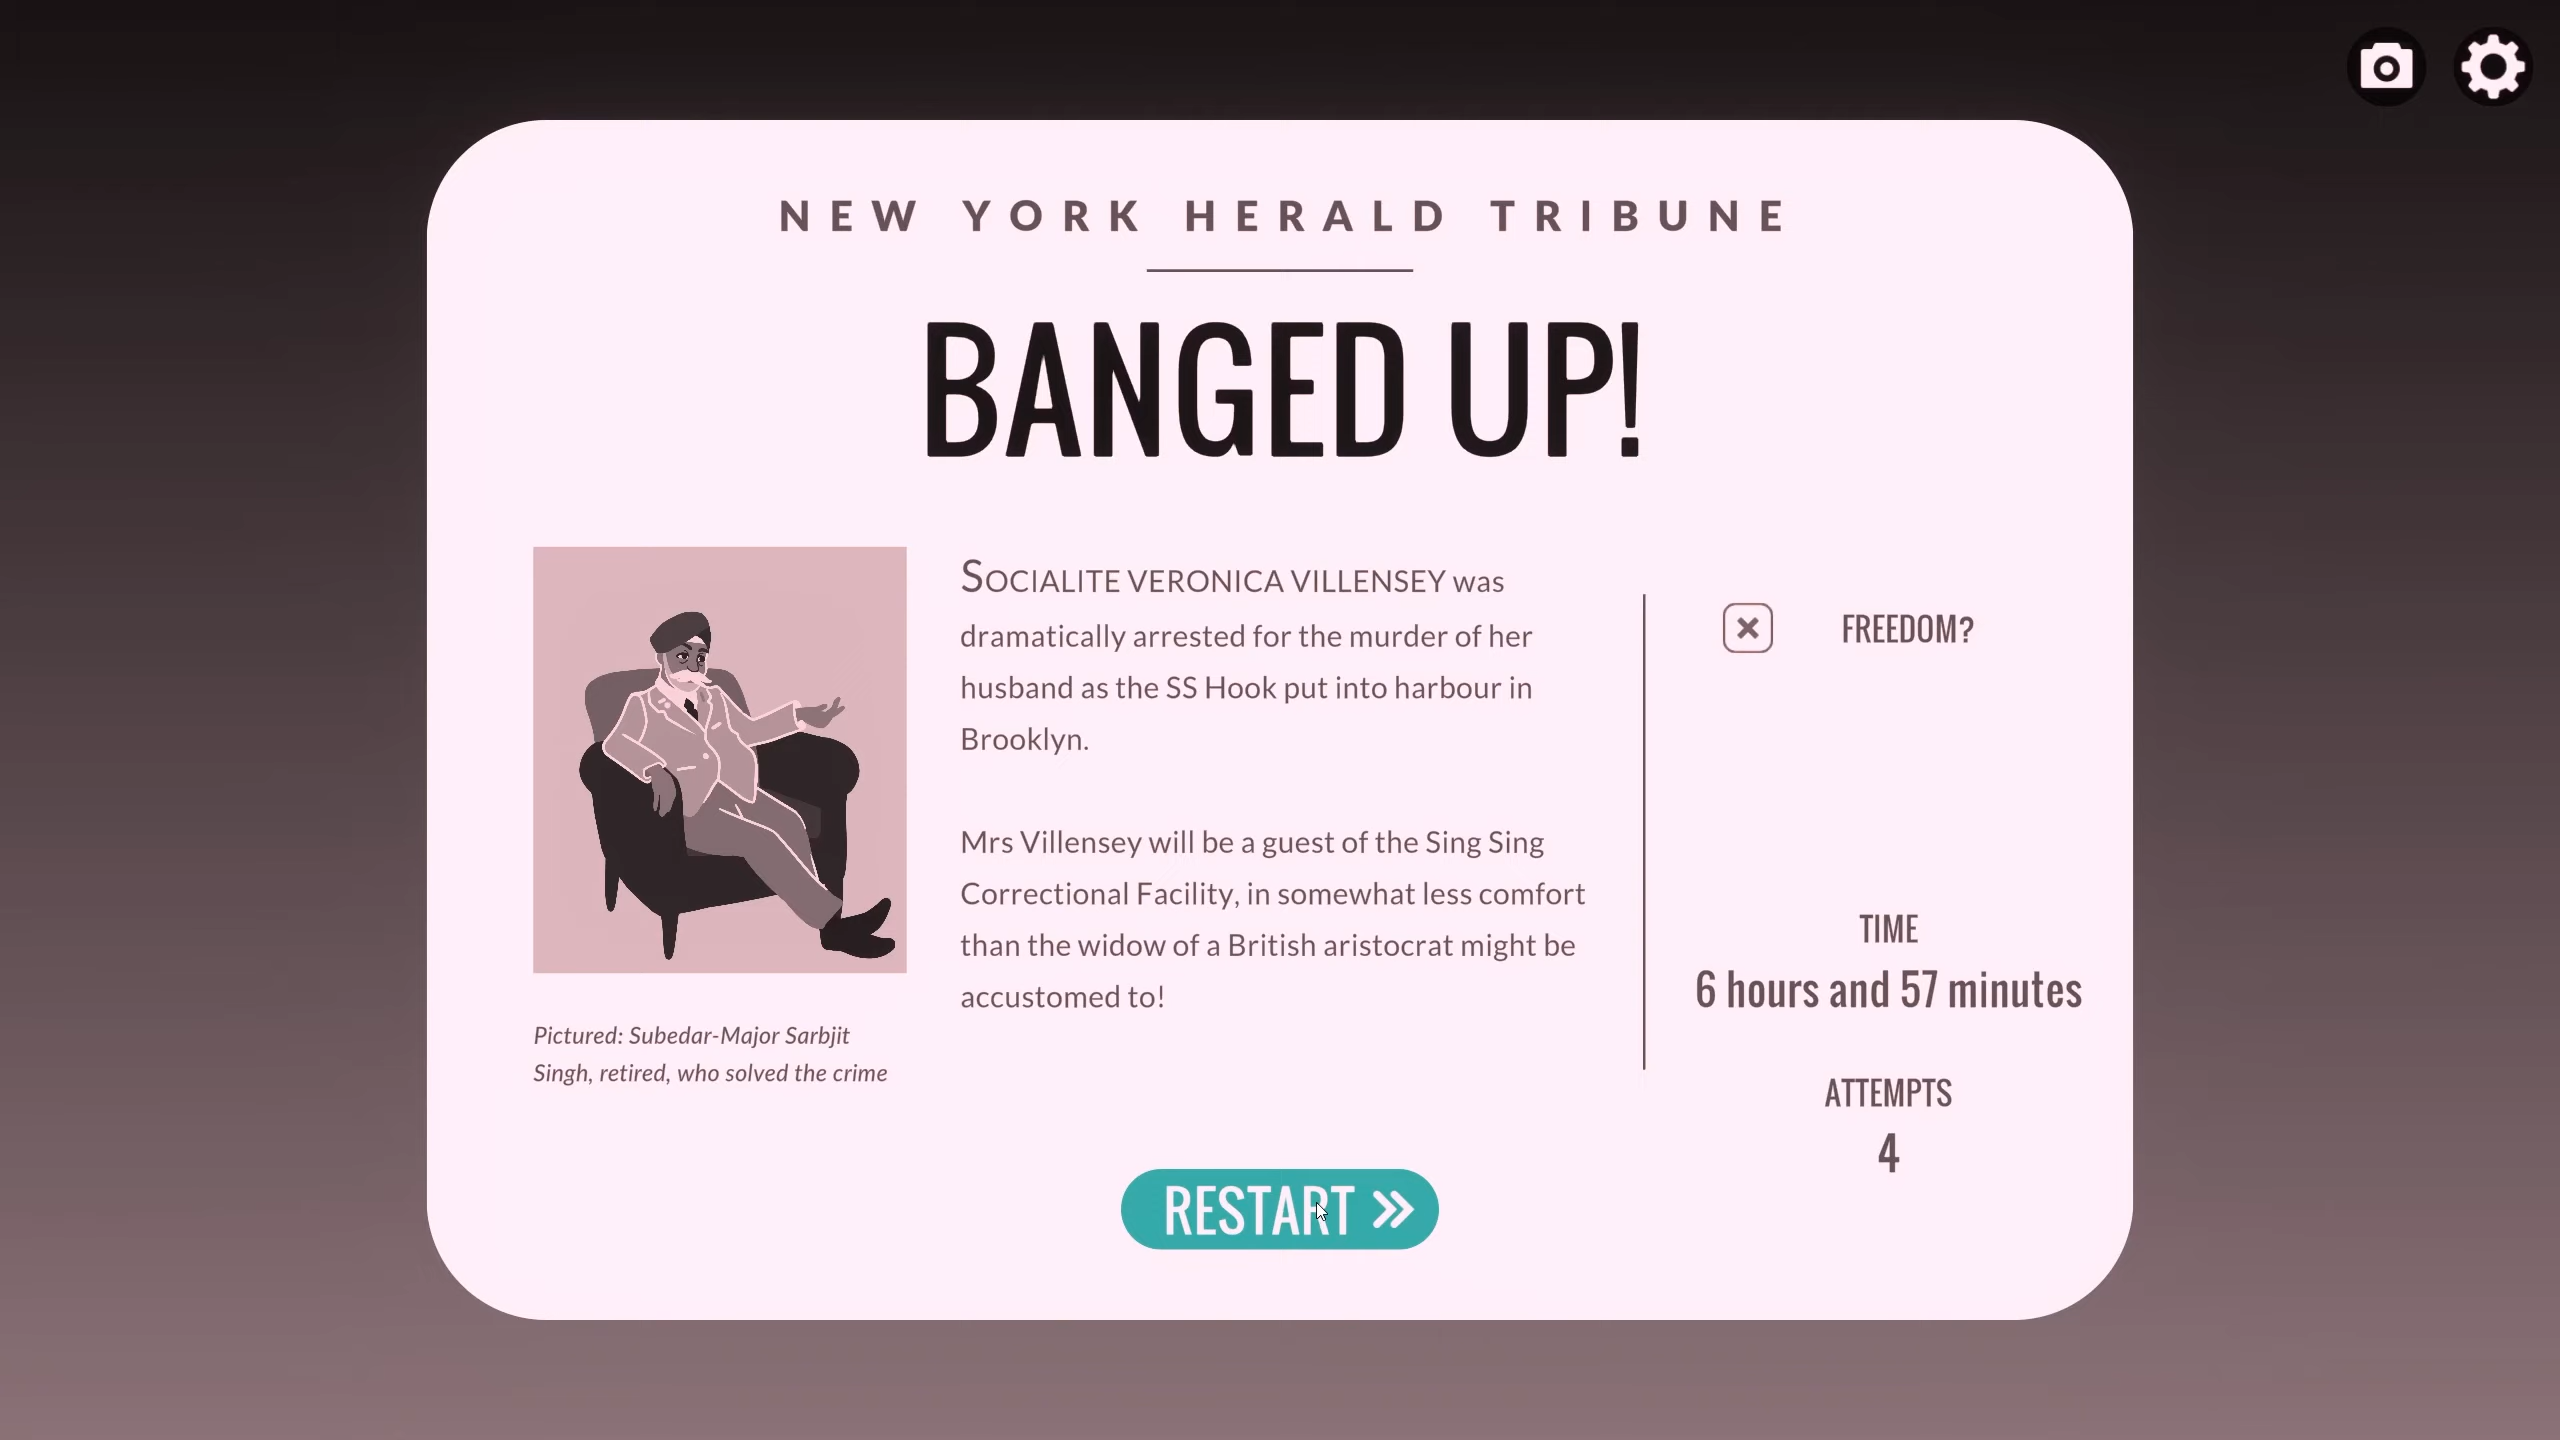 NEW YORK HERALD TRIBUNE
BANGED UP!
SOCIALITE VERONICA VILLENSEY was
dramatically arrested for the murder of her
husband as the SS Hook put into harbour in
Brooklyn.
Mrs Villensey will be a guest of the Sing Sing
Correctional Facility, in somewhat less comfort
than the widow of a British aristocrat might be
accustomed to!
Pictured: Subedar-Major Sarbjit
Singh, retired, who solved the crime
FREEDOM?
TIME
6 hours and 57 minutes
ATTEMPTS
4
RESTART